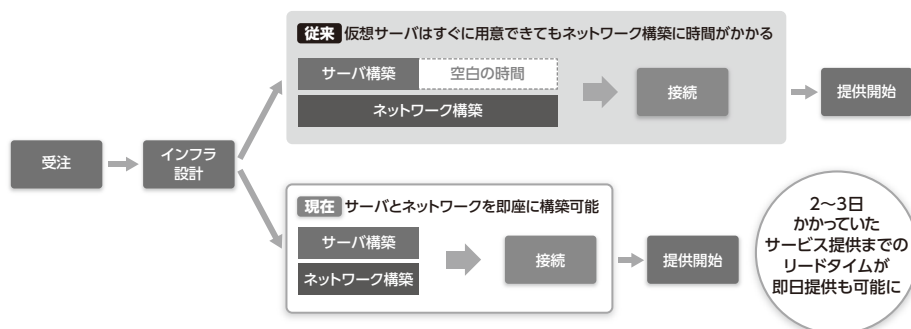 従来 仮想サーバはすぐに用意できてもネットワーク構築に時間がかかる
サーバ構築
空白の時間
ネットワーク構築
接続
提供開始
受注
インフラ
設計
現在 サーバとネットワークを即座に構築可能
サーバ構築
ネットワーク構築
接続
提供開始
2〜3日
かかっていた
サービス提供までの
リードタイムが
即日提供も可能に